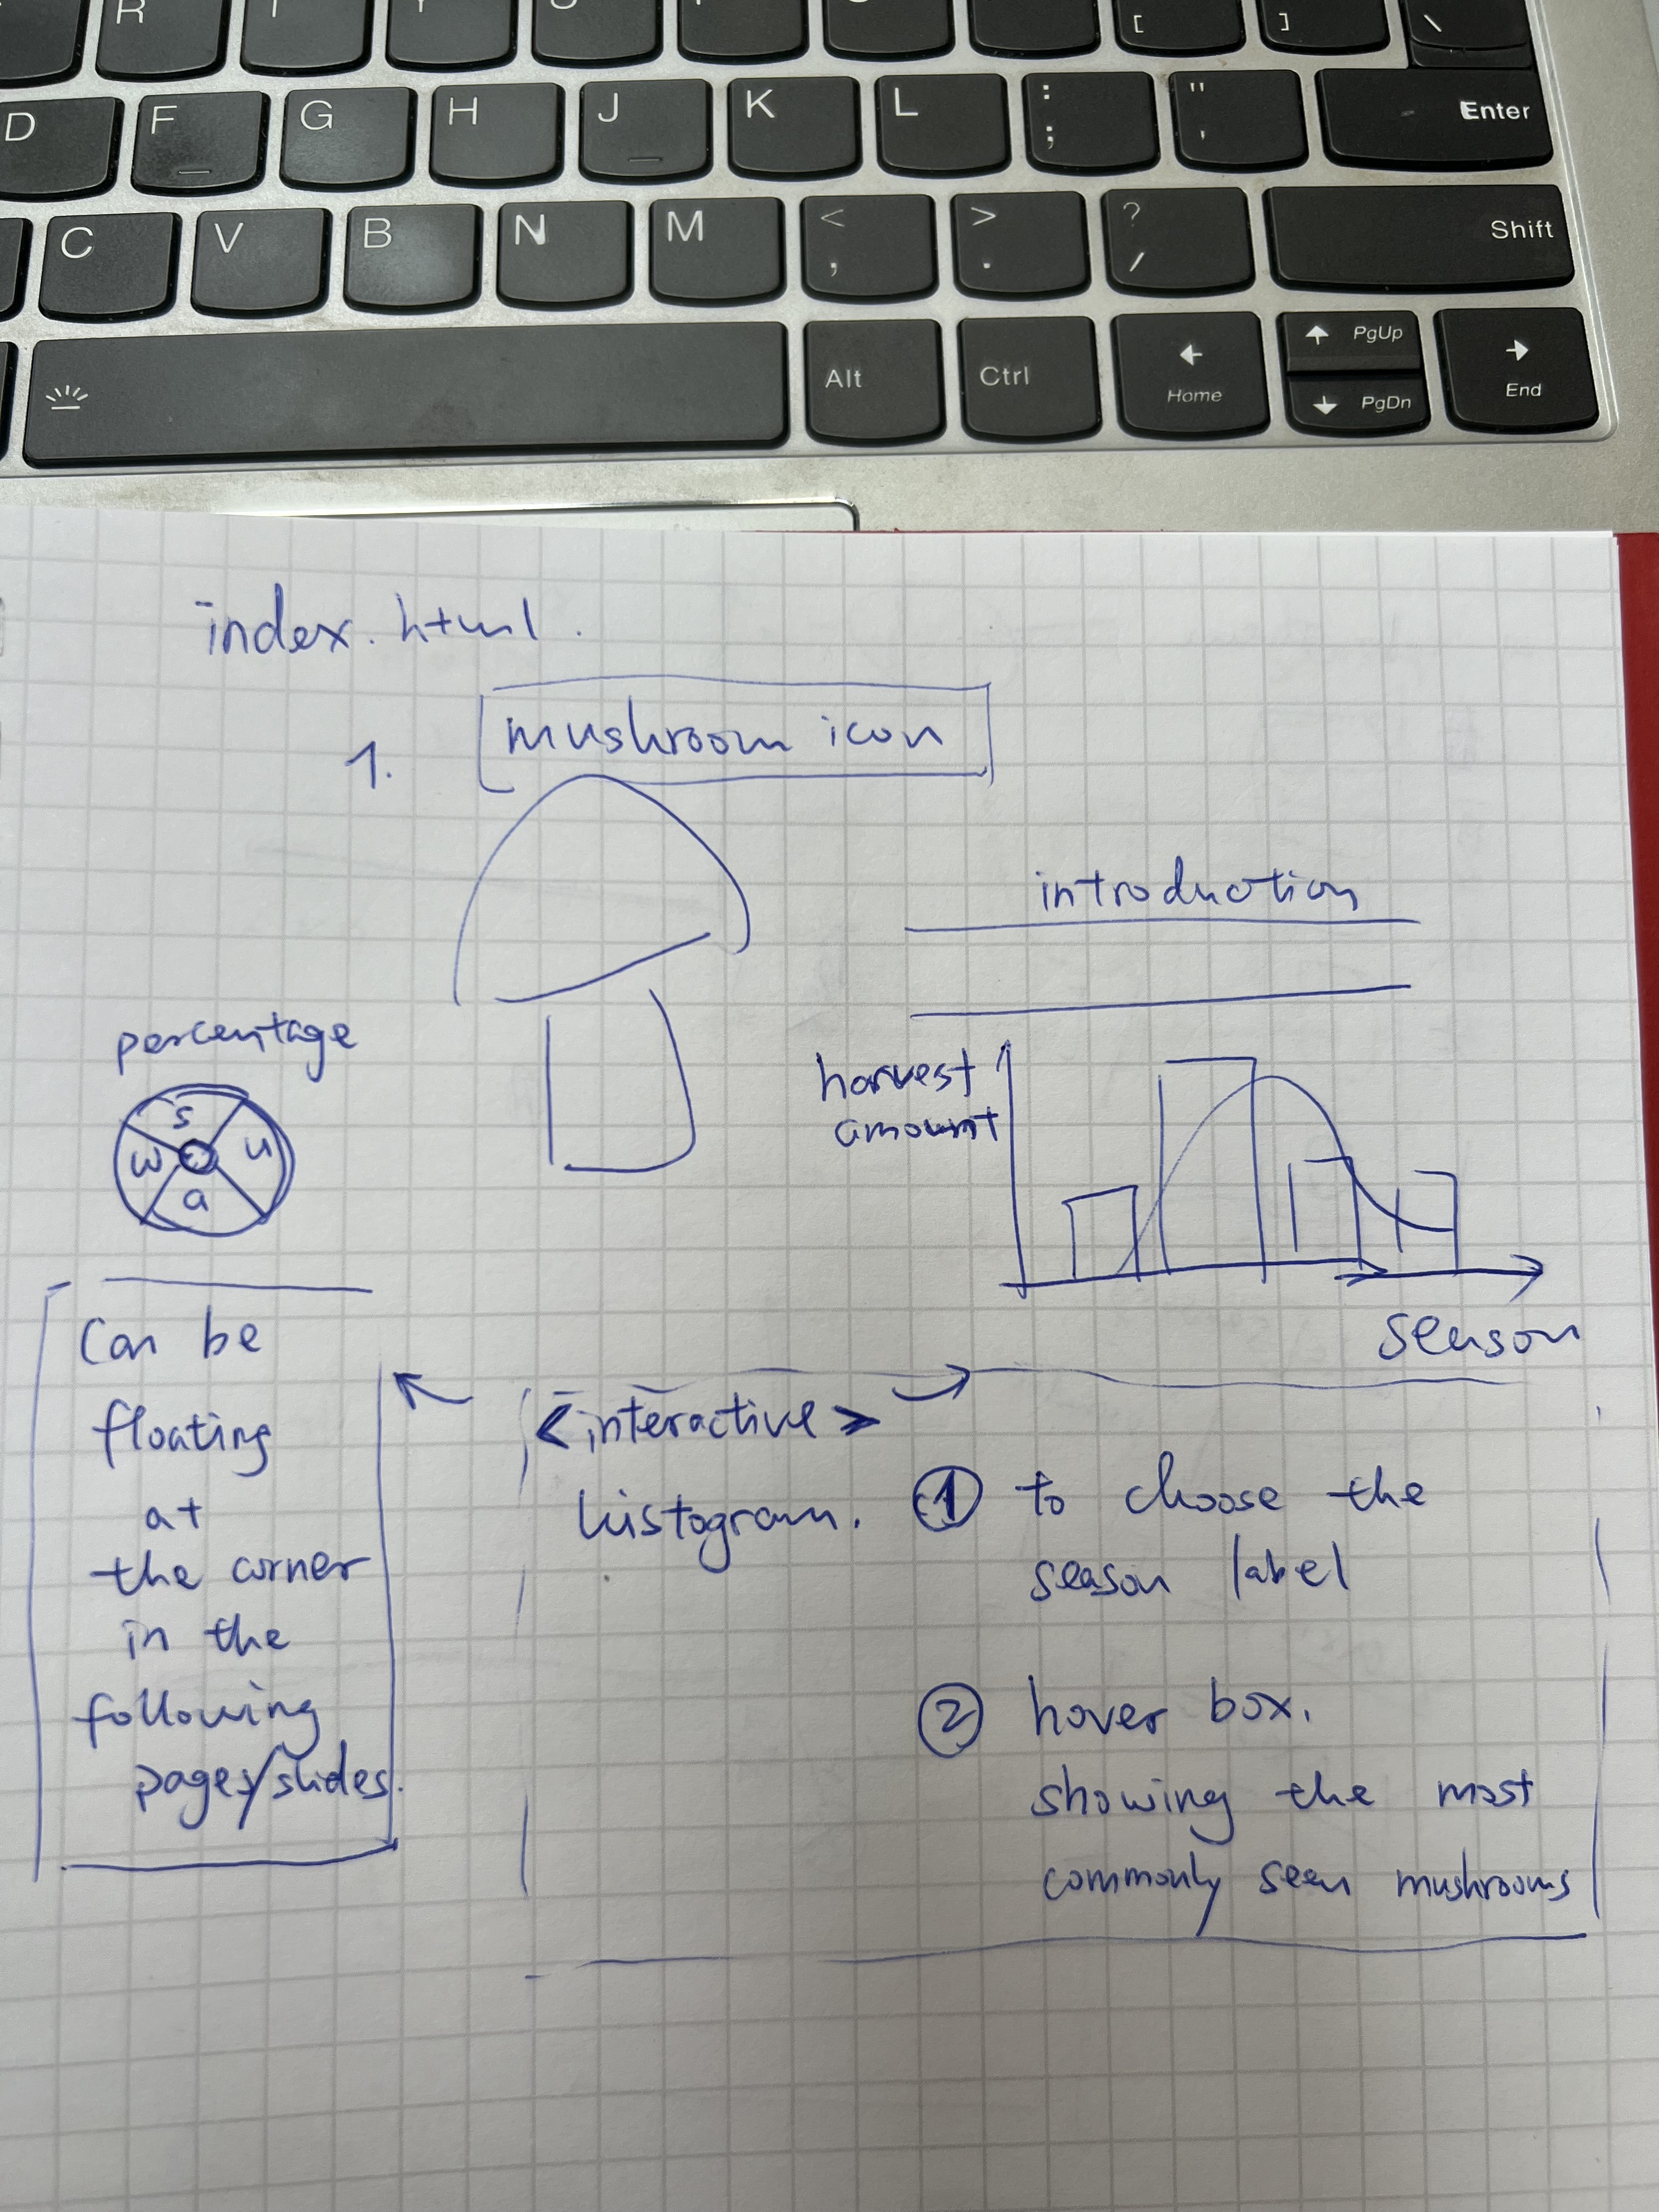 R T Y
[ ] \
D F G H J K L : ; " ' Enter
C V B N M < , > . ? / Shift
Alt Ctrl Home PgUp PgDn End
index.html.
1. mushroom icon
introduction
percentage
s
w u
a
harvest
amount
season
Can be
floating
at
the corner
in the
following
pages/slides.
<interactive>
histogram.
① to choose the
season label
② hover box.
showing the most
commonly seen mushrooms